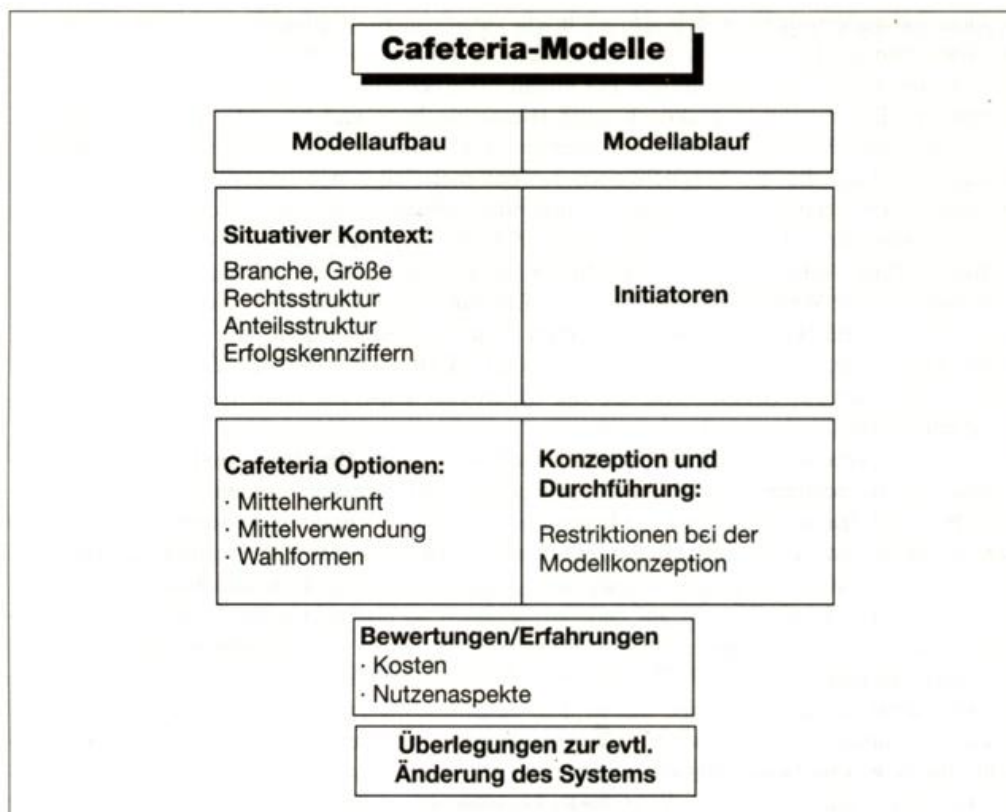 Cafeteria-Modelle
Modellaufbau
Modellablauf
Situativer Kontext:
Branche, Größe
Rechtsstruktur
Anteilsstruktur
Erfolgskennziffern
Initiatoren
Cafeteria Optionen:
· Mittelherkunft
· Mittelverwendung
· Wahlformen
Konzeption und
Durchführung:
Restriktionen bei der
Modellkonzeption
Bewertungen/Erfahrungen
· Kosten
· Nutzenaspekte
Überlegungen zur evtl.
Änderung des Systems